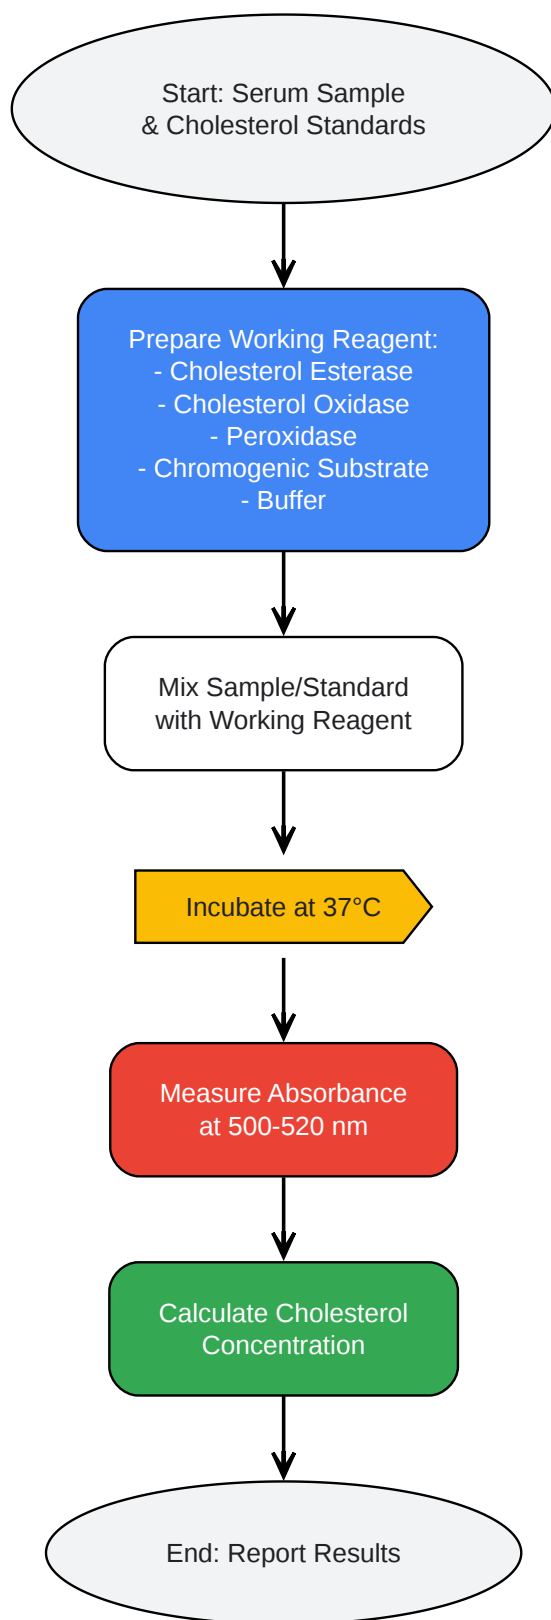 Start: Serum Sample
& Cholesterol Standards
Prepare Working Reagent:
- Cholesterol Esterase
- Cholesterol Oxidase
- Peroxidase
- Chromogenic Substrate
- Buffer
Mix Sample/Standard
with Working Reagent
Incubate at 37°C
Measure Absorbance
at 500-520 nm
Calculate Cholesterol
Concentration
End: Report Results